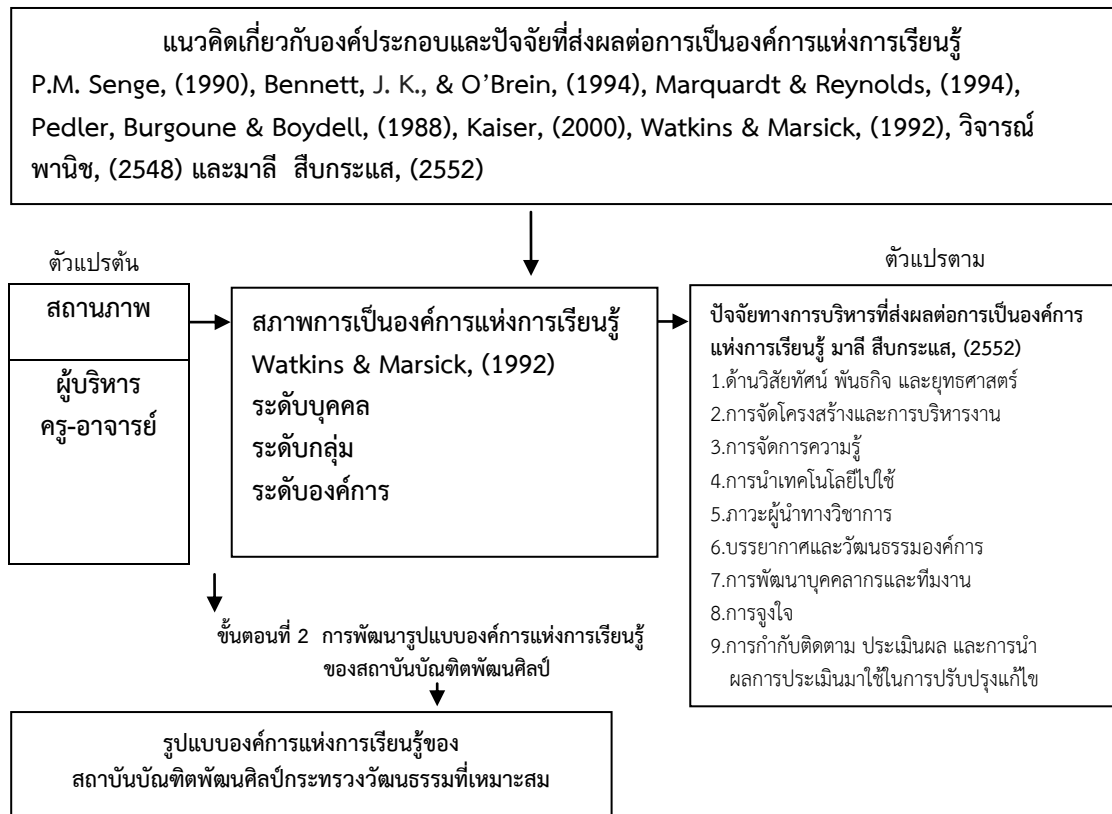 แนวคิดเกี่ยวกับองค์ประกอบและปัจจัยที่ส่งผลต่อการเป็นองค์การแห่งการเรียนรู้
P.M. Senge, (1990), Bennett, J. K., & O’Brein, (1994), Marquardt & Reynolds, (1994),
Pedler, Burgoune & Boydell, (1988), Kaiser, (2000), Watkins & Marsick, (1992), วิจารณ์
พานิช, (2548) และมาลี สืบกระแส, (2552)
ตัวแปรต้น
สถานภาพ
ผู้บริหาร
ครู-อาจารย์
สภาพการเป็นองค์การแห่งการเรียนรู้
Watkins & Marsick, (1992)
ระดับบุคคล
ระดับกลุ่ม
ระดับองค์การ
ตัวแปรตาม
ปัจจัยทางการบริหารที่ส่งผลต่อการเป็นองค์การ
แห่งการเรียนรู้ มาลี สืบกระแส, (2552)
1.ด้านวิสัยทัศน์ พันธกิจ และยุทธศาสตร์
2.การจัดโครงสร้างและการบริหารงาน
3.การจัดการความรู้
4.การนำเทคโนโลยีไปใช้
5.ภาวะผู้นำทางวิชาการ
6.บรรยากาศและวัฒนธรรมองค์การ
7.การพัฒนาบุคคลากรและทีมงาน
8.การจูงใจ
9.การกำกับติดตาม ประเมินผล และการนำ
ผลการประเมินมาใช้ในการปรับปรุงแก้ไข
ขั้นตอนที่ 2 การพัฒนารูปแบบองค์การแห่งการเรียนรู้
ของสถาบันบัณฑิตพัฒนศิลป์
รูปแบบองค์การแห่งการเรียนรู้ของ
สถาบันบัณฑิตพัฒนศิลป์กระทรวงวัฒนธรรมที่เหมาะสม